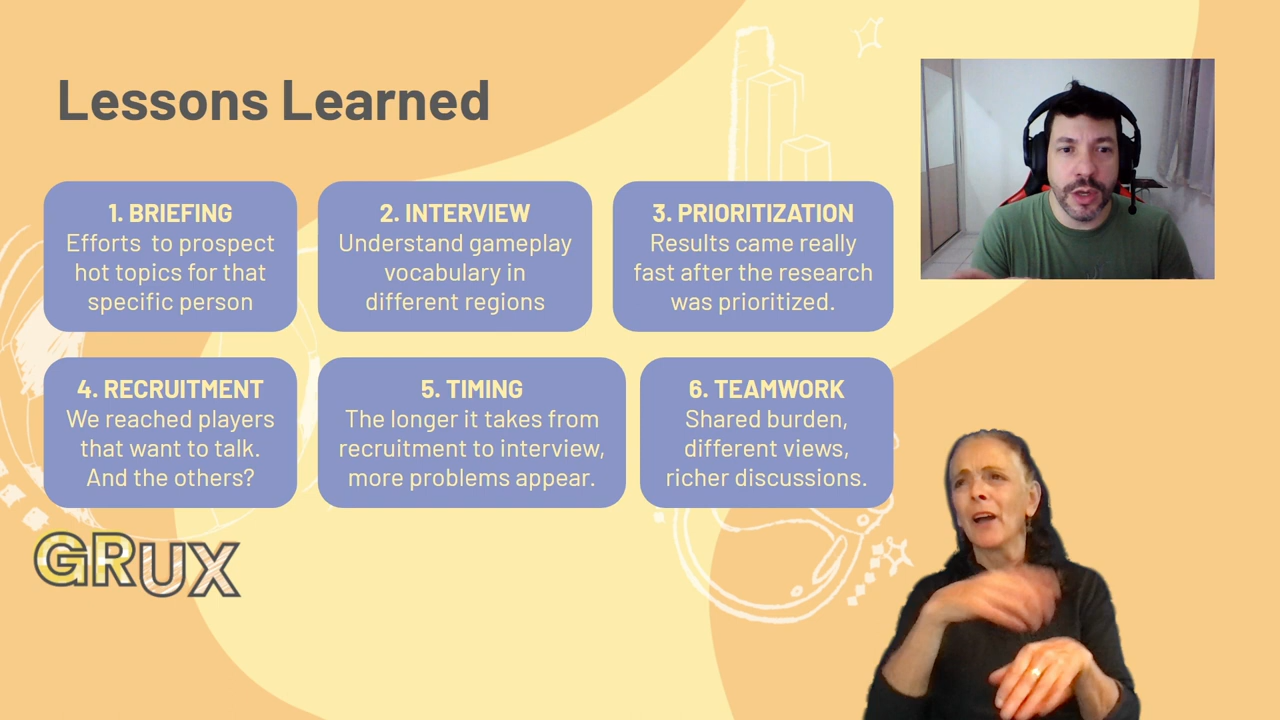 Lessons Learned
1. BRIEFING
Efforts to prospect
hot topics for that
specific person
2. INTERVIEW
Understand gameplay
vocabulary in
different regions
3. PRIORITIZATION
Results came really
fast after the research
was prioritized.
4. RECRUITMENT
We reached players
that want to talk.
And the others?
5. TIMING
The longer it takes from
recruitment to interview,
more problems appear.
6. TEAMWORK
Shared burden,
different views,
richer discussions.
GRUX